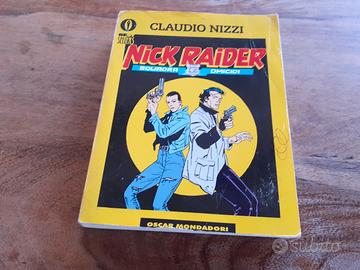 CLAUDIO NIZZI
NICK RAIDER
SQUADRA OMICIDI
OSCAR MONDADORI
Subito